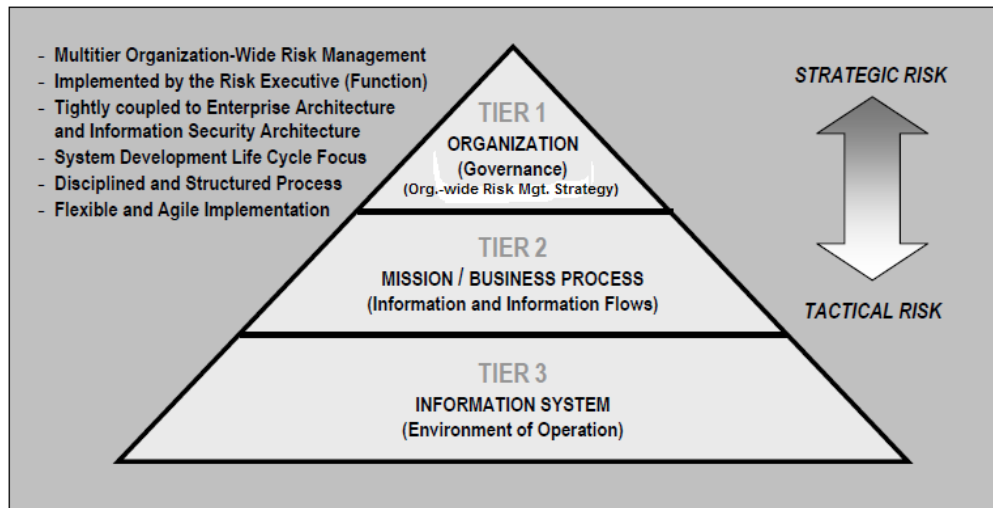 - Multitier Organization-Wide Risk Management
- Implemented by the Risk Executive (Function)
- Tightly coupled to Enterprise Architecture
and Information Security Architecture
- System Development Life Cycle Focus
- Disciplined and Structured Process
- Flexible and Agile Implementation
TIER 1
ORGANIZATION
(Governance)
(Org.-wide Risk Mgt. Strategy)
TIER 2
MISSION / BUSINESS PROCESS
(Information and Information Flows)
TIER 3
INFORMATION SYSTEM
(Environment of Operation)
STRATEGIC RISK
TACTICAL RISK